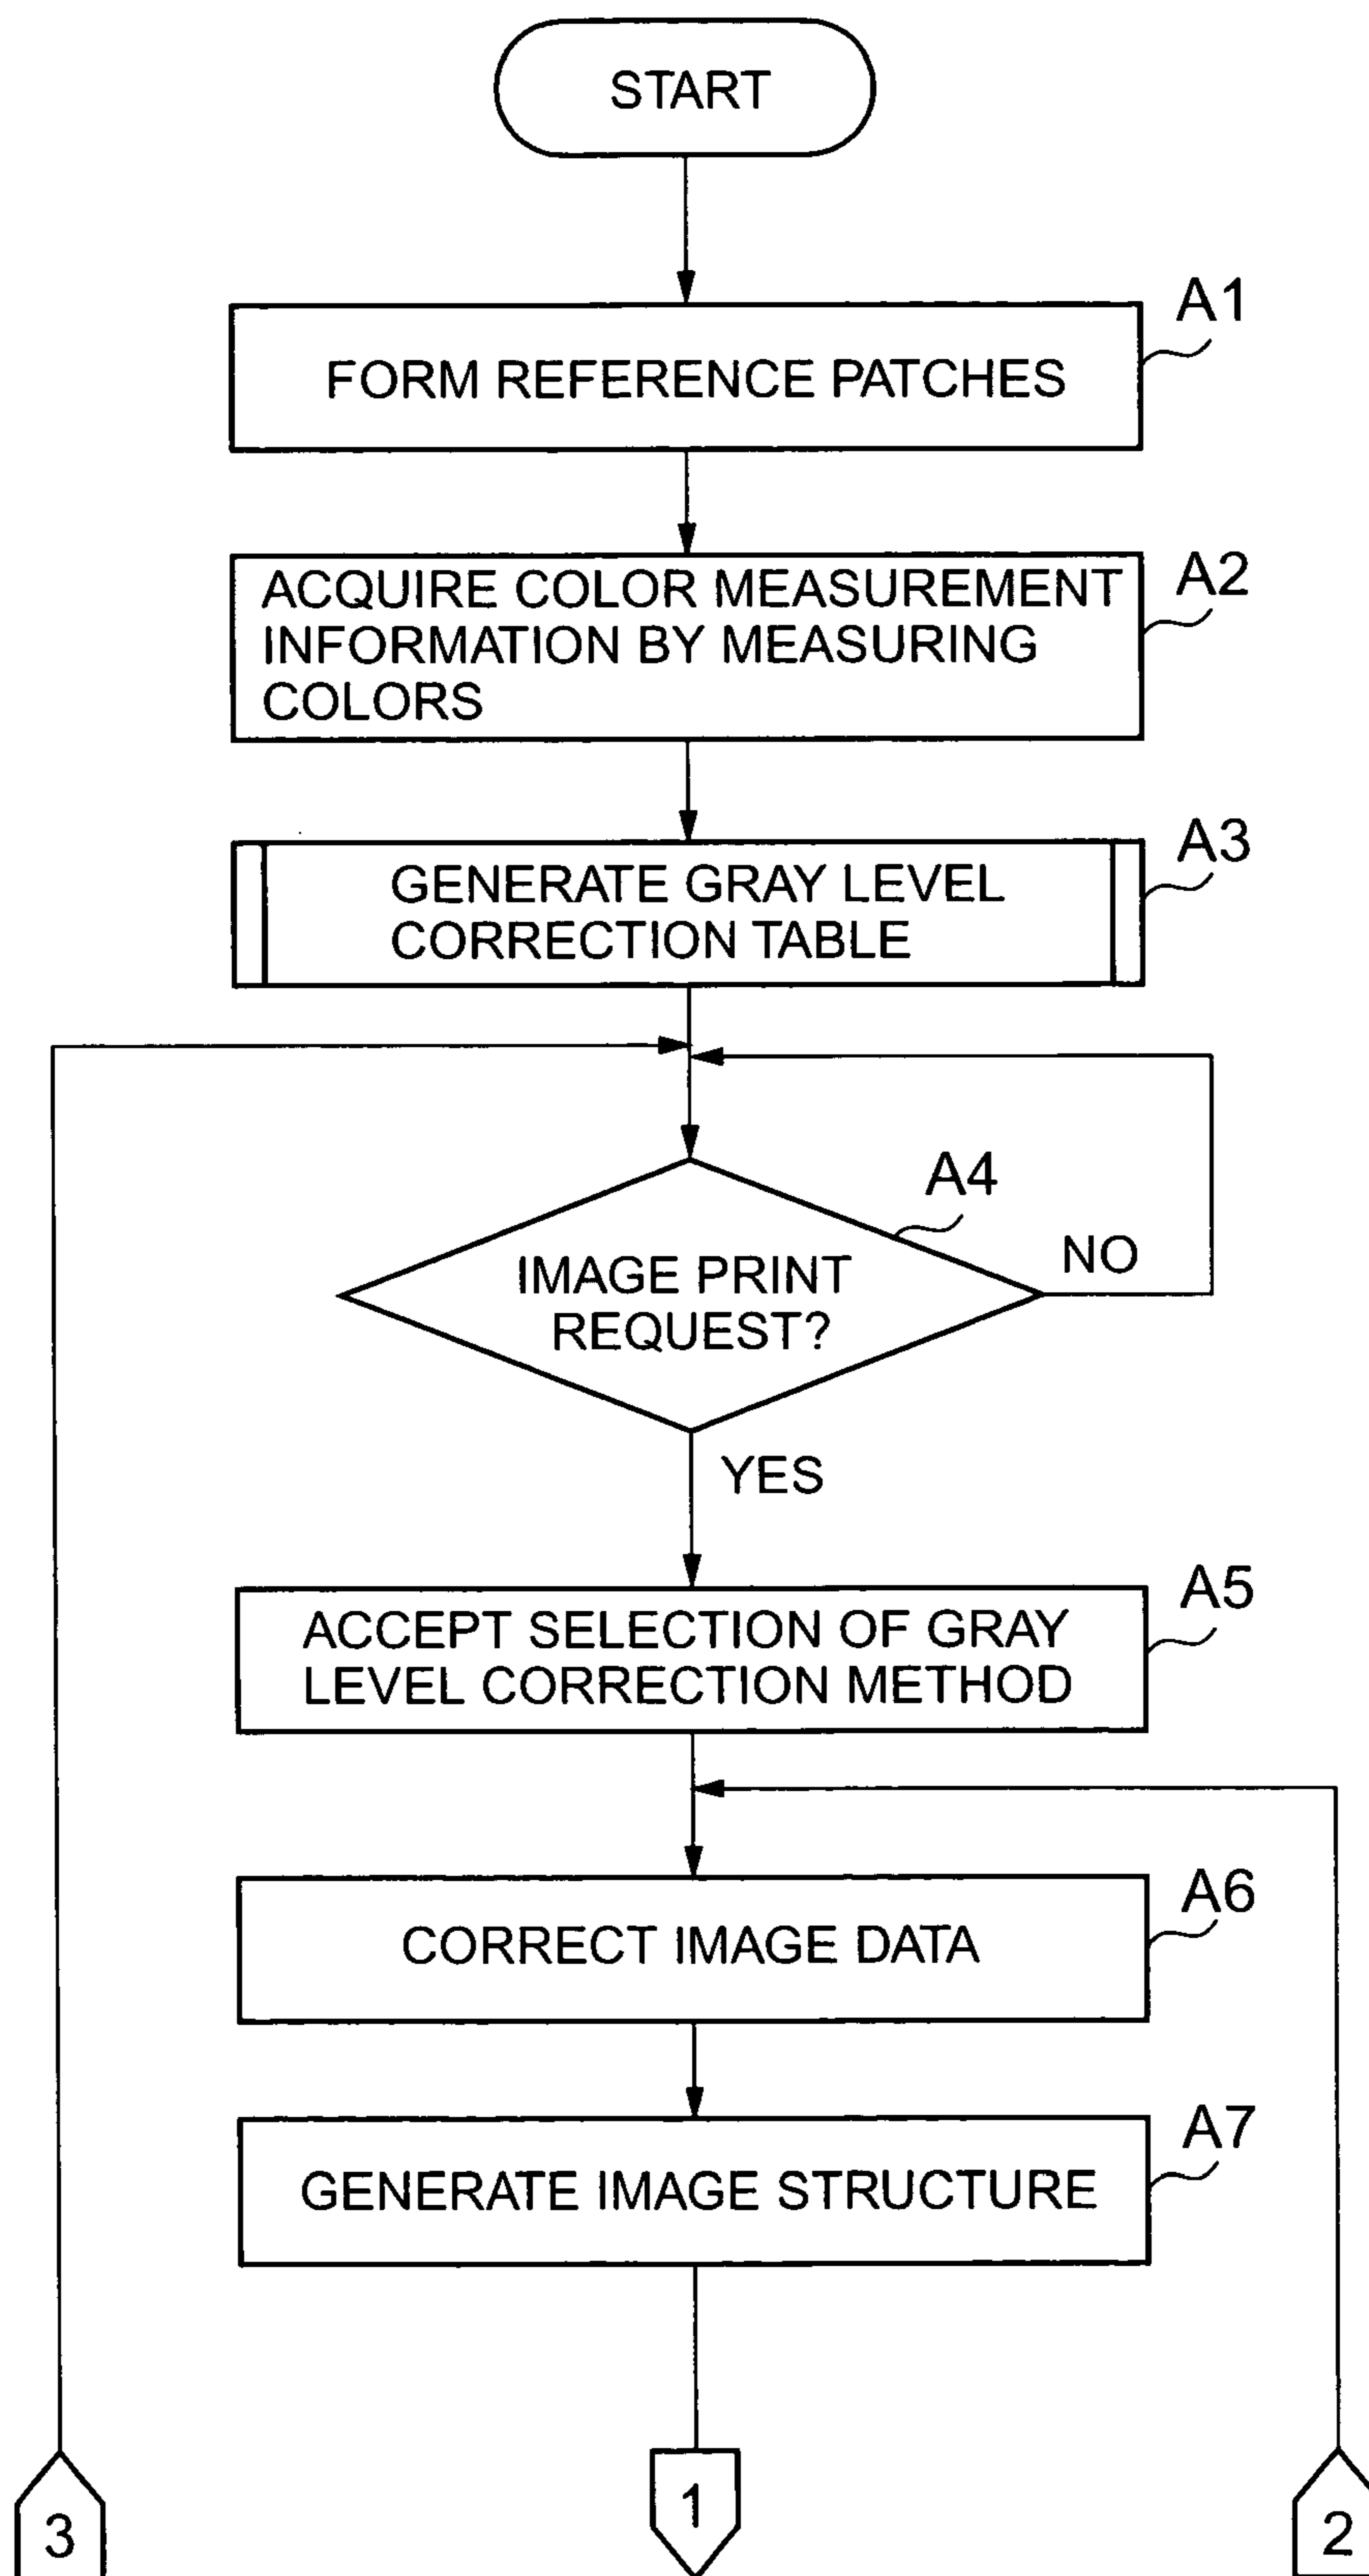 START
A1
FORM REFERENCE PATCHES
A2
ACQUIRE COLOR MEASUREMENT
INFORMATION BY MEASURING
COLORS
A3
GENERATE GRAY LEVEL
CORRECTION TABLE
A4
NO
IMAGE PRINT
REQUEST?
YES
A5
ACCEPT SELECTION OF GRAY
LEVEL CORRECTION METHOD
A6
CORRECT IMAGE DATA
A7
GENERATE IMAGE STRUCTURE
3
1
2